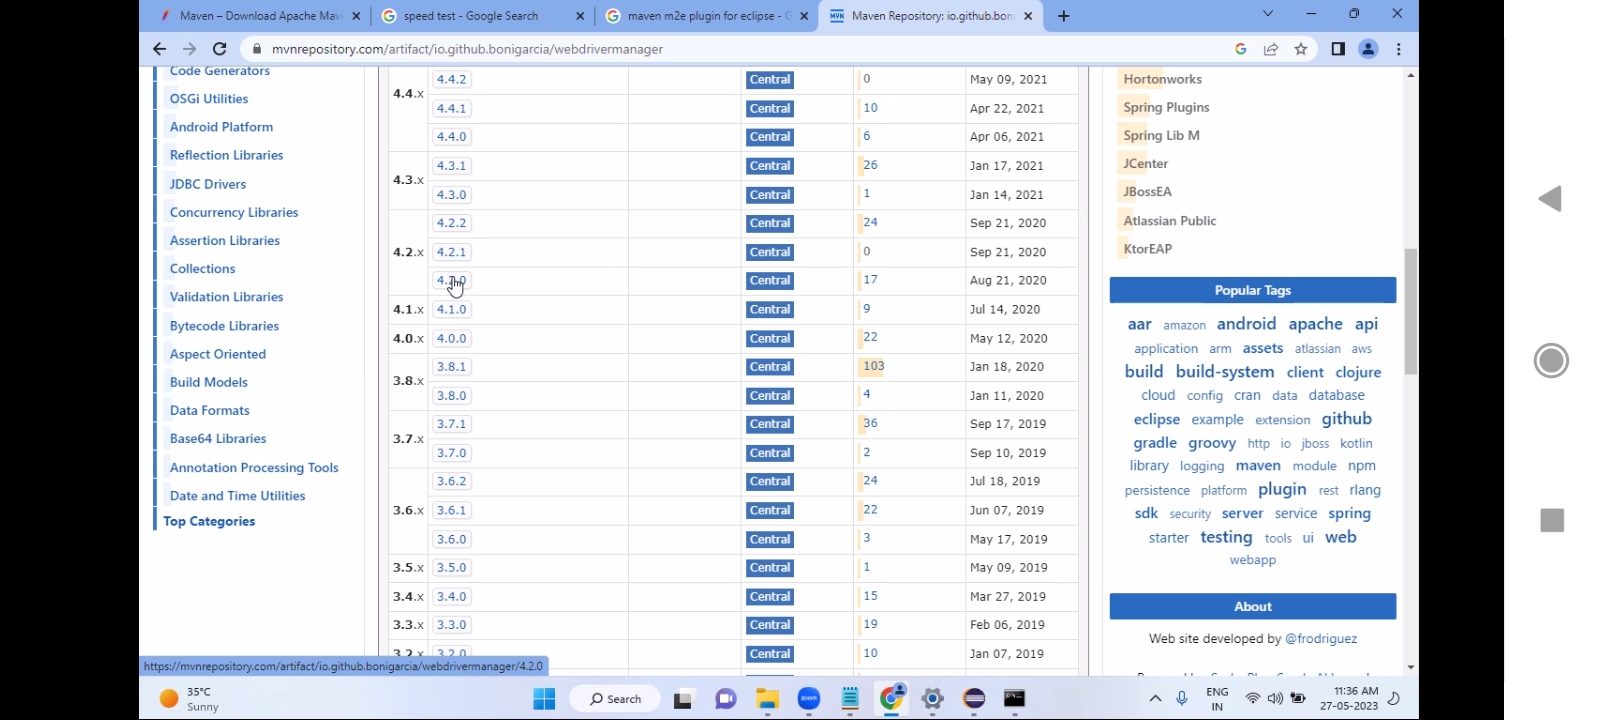 Maven – Download Apache Mav
speed test - Google Search
maven m2e plugin for eclipse - G
Maven Repository: io.github.boni
mvnrepository.com/artifact/io.github.bonigarcia/webdrivermanager
Code Generators
OSGi Utilities
Android Platform
Reflection Libraries
JDBC Drivers
Concurrency Libraries
Assertion Libraries
Collections
Validation Libraries
Bytecode Libraries
Aspect Oriented
Build Models
Data Formats
Base64 Libraries
Annotation Processing Tools
Date and Time Utilities
Top Categories
4.4.x
4.4.2 Central 0 May 09, 2021
4.4.1 Central 10 Apr 22, 2021
4.4.0 Central 6 Apr 06, 2021
4.3.x
4.3.1 Central 26 Jan 17, 2021
4.3.0 Central 1 Jan 14, 2021
4.2.x
4.2.2 Central 24 Sep 21, 2020
4.2.1 Central 0 Sep 21, 2020
Central 17 Aug 21, 2020
4.1.x 4.1.0 Central 9 Jul 14, 2020
4.0.x 4.0.0 Central 22 May 12, 2020
3.8.x
3.8.1 Central 103 Jan 18, 2020
3.8.0 Central 4 Jan 11, 2020
3.7.x
3.7.1 Central 36 Sep 17, 2019
3.7.0 Central 2 Sep 10, 2019
3.6.x
3.6.2 Central 24 Jul 18, 2019
3.6.1 Central 22 Jun 07, 2019
3.6.0 Central 3 May 17, 2019
3.5.x 3.5.0 Central 1 May 09, 2019
3.4.x 3.4.0 Central 15 Mar 27, 2019
3.3.x 3.3.0 Central 19 Feb 06, 2019
3.2.x 3.2.0 Central 10 Jan 07, 2019
Hortonworks
Spring Plugins
Spring Lib M
JCenter
JBossEA
Atlassian Public
KtorEAP
Popular Tags
aar amazon android apache api
application arm assets atlassian aws
build build-system client clojure
cloud config cran data database
eclipse example extension github
gradle groovy http io jboss kotlin
library logging maven module npm
persistence platform plugin rest rlang
sdk security server service spring
starter testing tools ui web
webapp
About
Web site developed by @frodriguez
https://mvnrepository.com/artifact/io.github.bonigarcia/webdrivermanager/4.2.0
35°C
Sunny
Search
zoom
ENG
IN
11:36 AM
27-05-2023